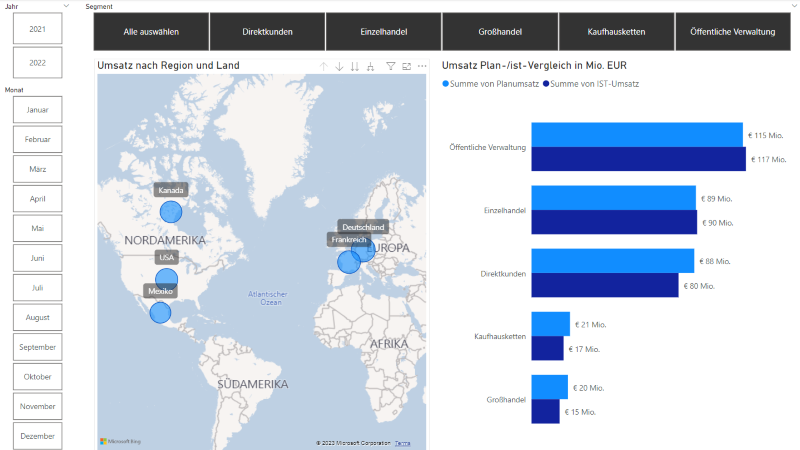 Jahr
2021
2022
Monat
Januar
Februar
März
April
Mai
Juni
Juli
August
September
Oktober
November
Dezember
Segment
Alle auswählen
Direktkunden
Einzelhandel
Großhandel
Kaufhausketten
Öffentliche Verwaltung
Umsatz nach Region und Land
Kanada
NORDAMERIKA
USA
Mexiko
Deutschland
Frankreich
EUROPA
Atlantischer
Ozean
AFRIKA
SÜDAMERIKA
Microsoft Bing
© 2023 Microsoft Corporation Terms
Umsatz Plan-/ist-Vergleich in Mio. EUR
Summe von Planumsatz Summe von IST-Umsatz
Öffentliche Verwaltung
€ 115 Mio.
€ 117 Mio.
Einzelhandel
€ 89 Mio.
€ 90 Mio.
Direktkunden
€ 88 Mio.
€ 80 Mio.
Kaufhausketten
€ 21 Mio.
€ 17 Mio.
Großhandel
€ 20 Mio.
€ 15 Mio.